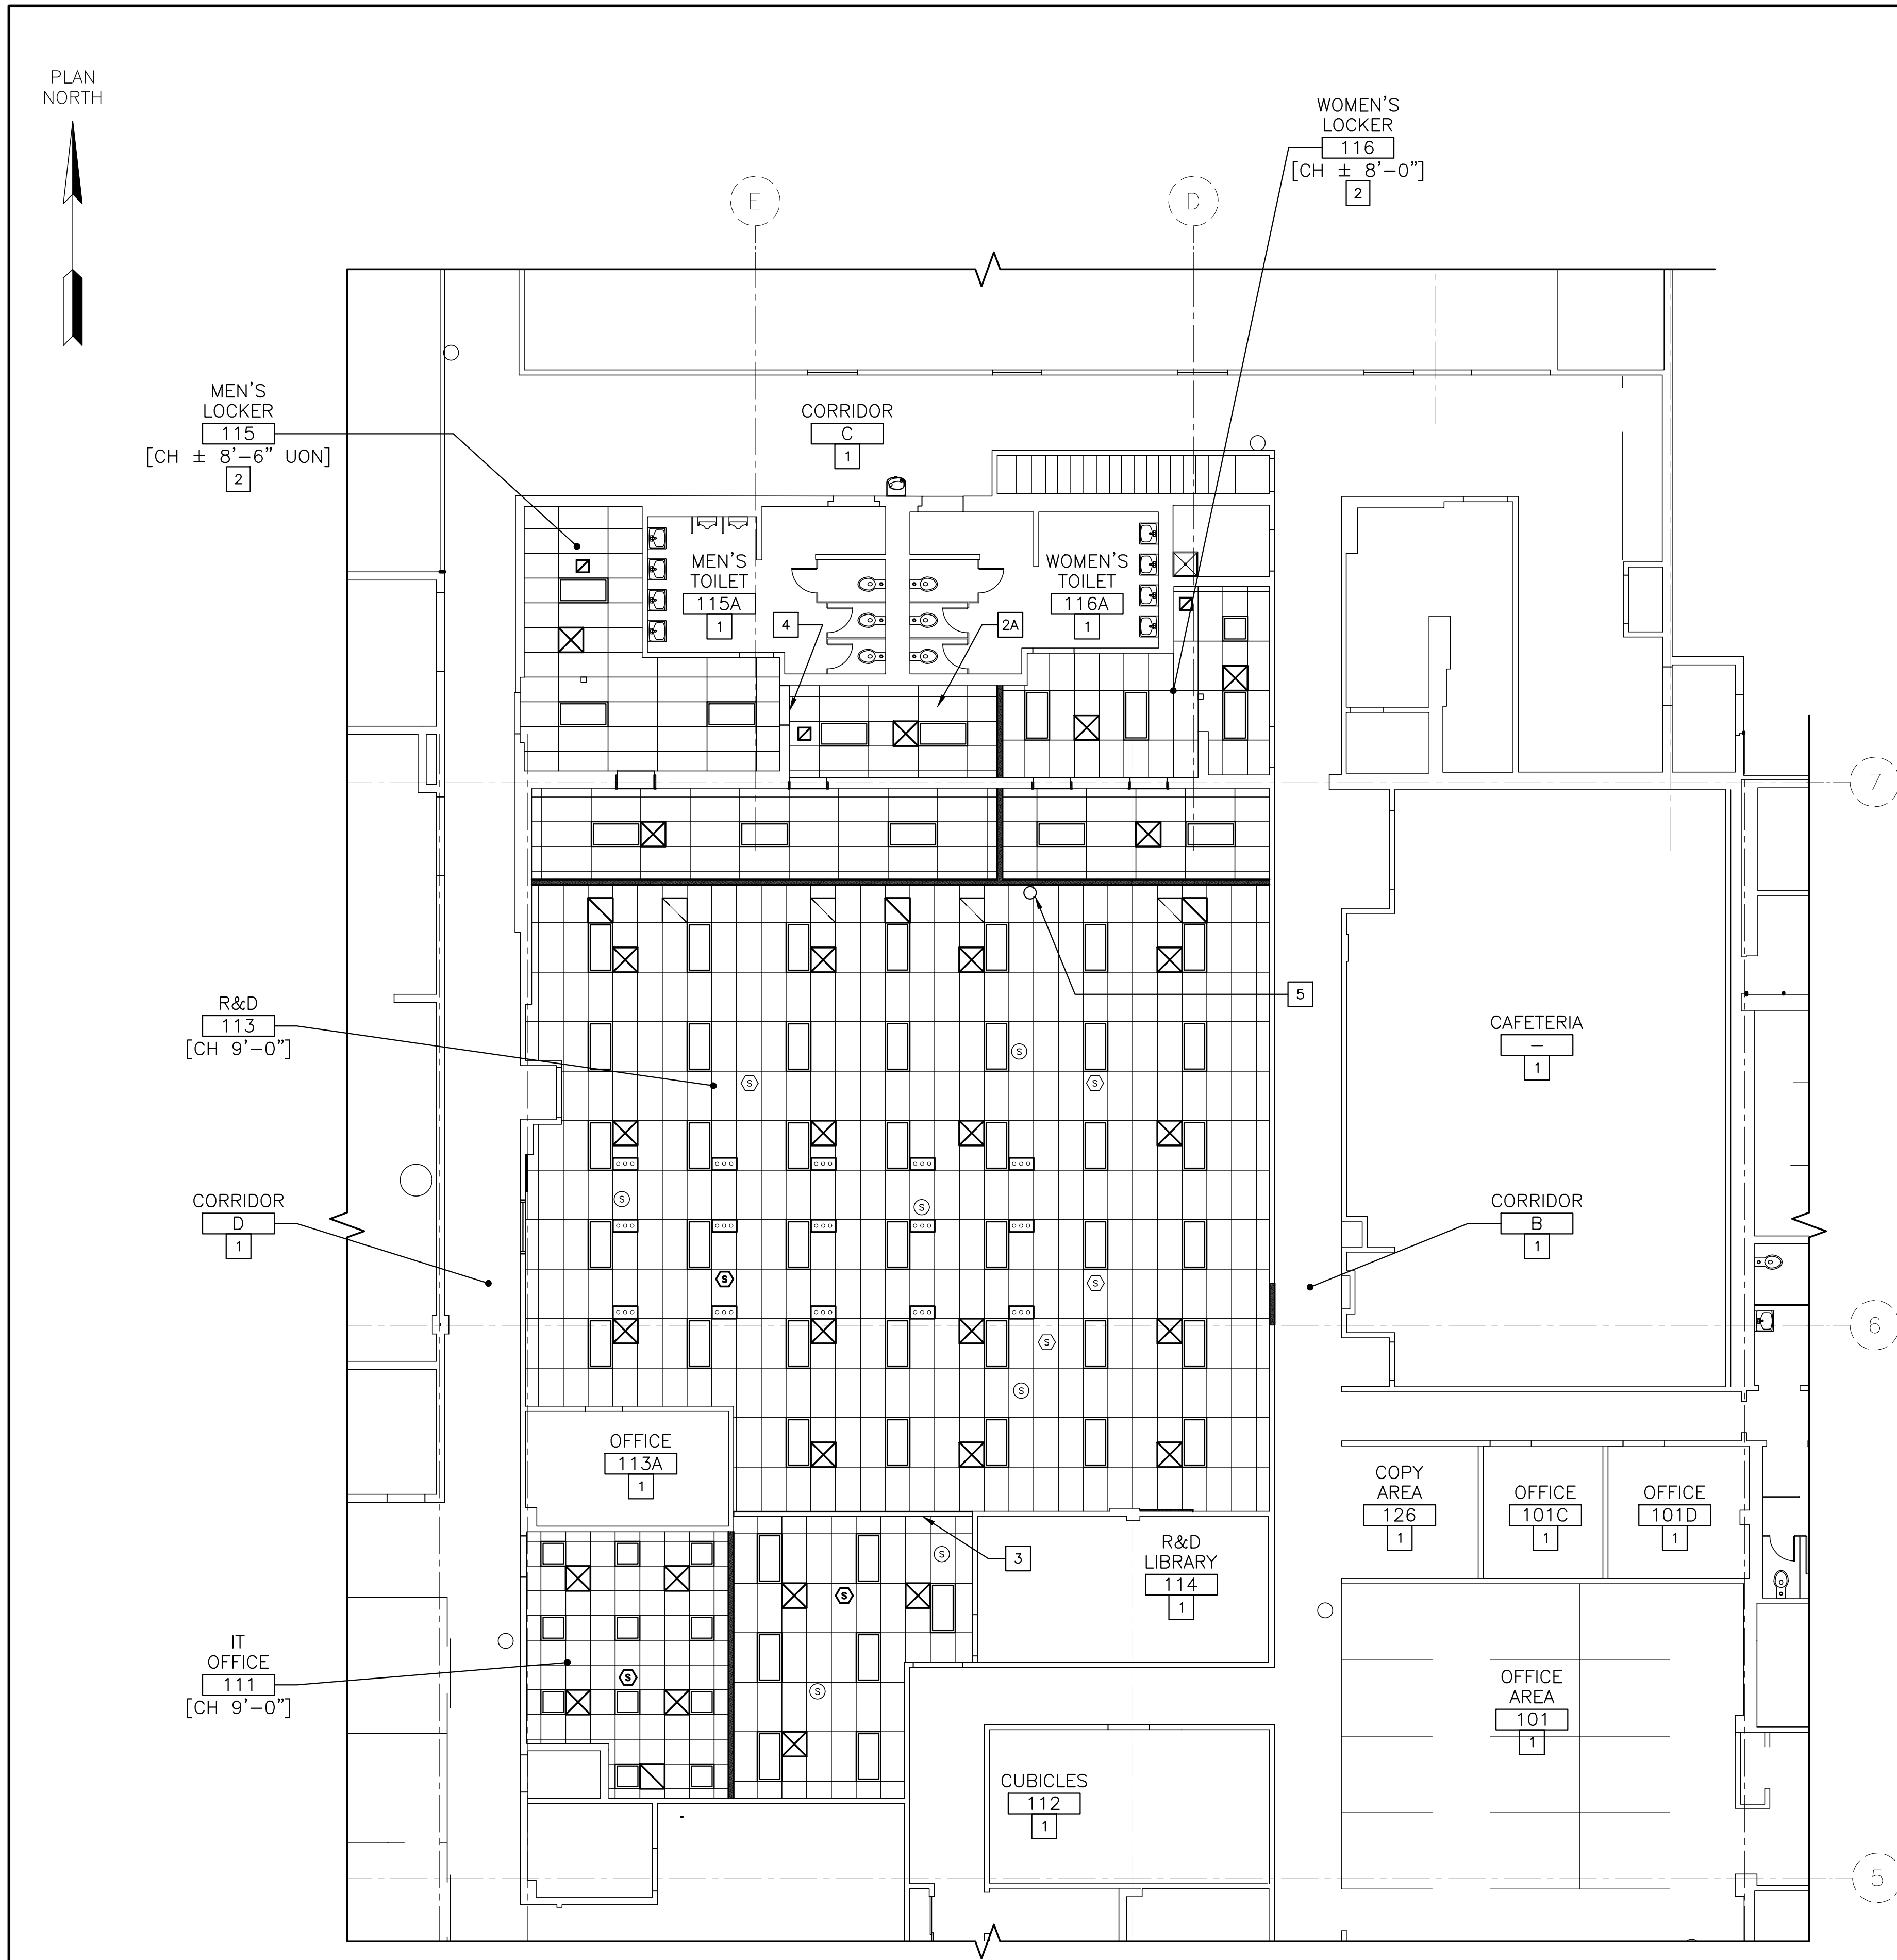 PLAN
NORTH
WOMEN'S
LOCKER
116
[CH ± 8'-0"]
2
E
D
MEN'S
LOCKER
115
[CH ± 8'-6" UON]
2
CORRIDOR
C
1
MEN'S
TOILET
115A
1
4
2A
WOMEN'S
TOILET
116A
1
7
R&D
113
[CH 9'-0"]
5
CAFETERIA
-
1
S
S
S
CORRIDOR
D
1
CORRIDOR
B
1
S
S
S
S
6
S
S
OFFICE
113A
1
COPY
AREA
126
1
OFFICE
101C
1
OFFICE
101D
1
3
R&D
LIBRARY
114
1
S
S
IT
OFFICE
111
[CH 9'-0"]
S
S
OFFICE
AREA
101
1
CUBICLES
112
1
5